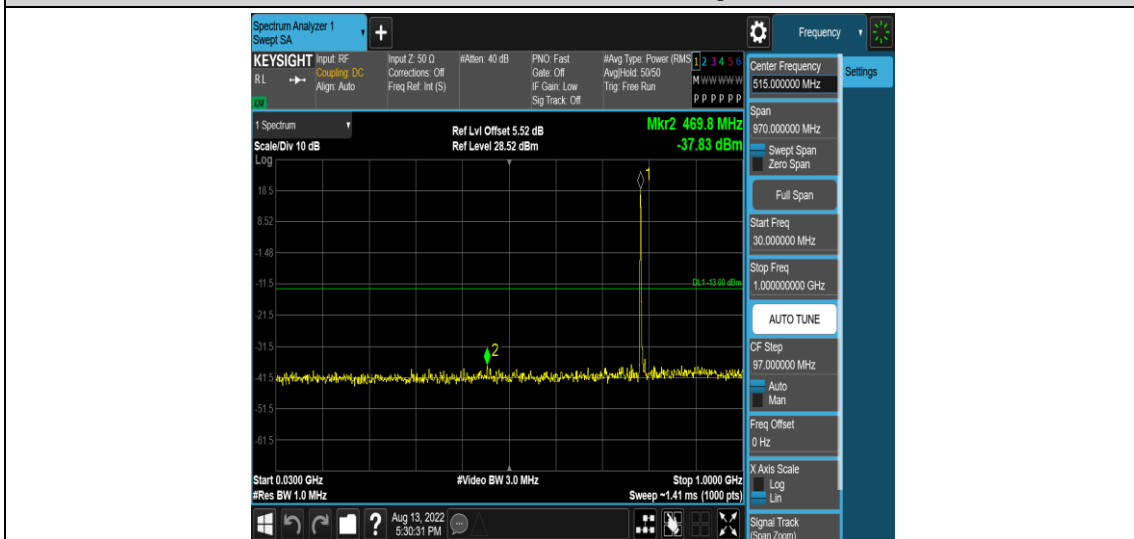 Spectrum Analyzer 1
Swept SA
+
Frequency
KEYSIGHT
RL
Input: RF
Coupling: DC
Align: Auto
Input Z: 50 Ω
Corrections: Off
Freq Ref: Int (S)
#Atten: 40 dB
PNO: Fast
Gate: Off
IF Gain: Low
Sig Track: Off
#Avg Type: Power (RMS
Avg|Hold: 50/50
Trig: Free Run
1 2 3 4 5 6
M W W W W W
P P P P P P
1 Spectrum
Scale/Div 10 dB
Ref Lvl Offset 5.52 dB
Ref Level 28.52 dBm
Mkr2 469.8 MHz
-37.83 dBm
Log
18.5
8.52
-1.48
-11.5
-21.5
-31.5
-41.5
-51.5
-61.5
1
DL1 -13.00 dBm
2
Start 0.0300 GHz
#Res BW 1.0 MHz
#Video BW 3.0 MHz
Stop 1.0000 GHz
Sweep ~1.41 ms (1000 pts)
?
Aug 13, 2022
5:30:31 PM
Center Frequency
515.000000 MHz
Settings
Span
970.000000 MHz
Swept Span
Zero Span
Full Span
Start Freq
30.000000 MHz
Stop Freq
1.000000000 GHz
AUTO TUNE
CF Step
97.000000 MHz
Auto
Man
Freq Offset
0 Hz
X Axis Scale
Log
Lin
Signal Track
(Span Zoom)